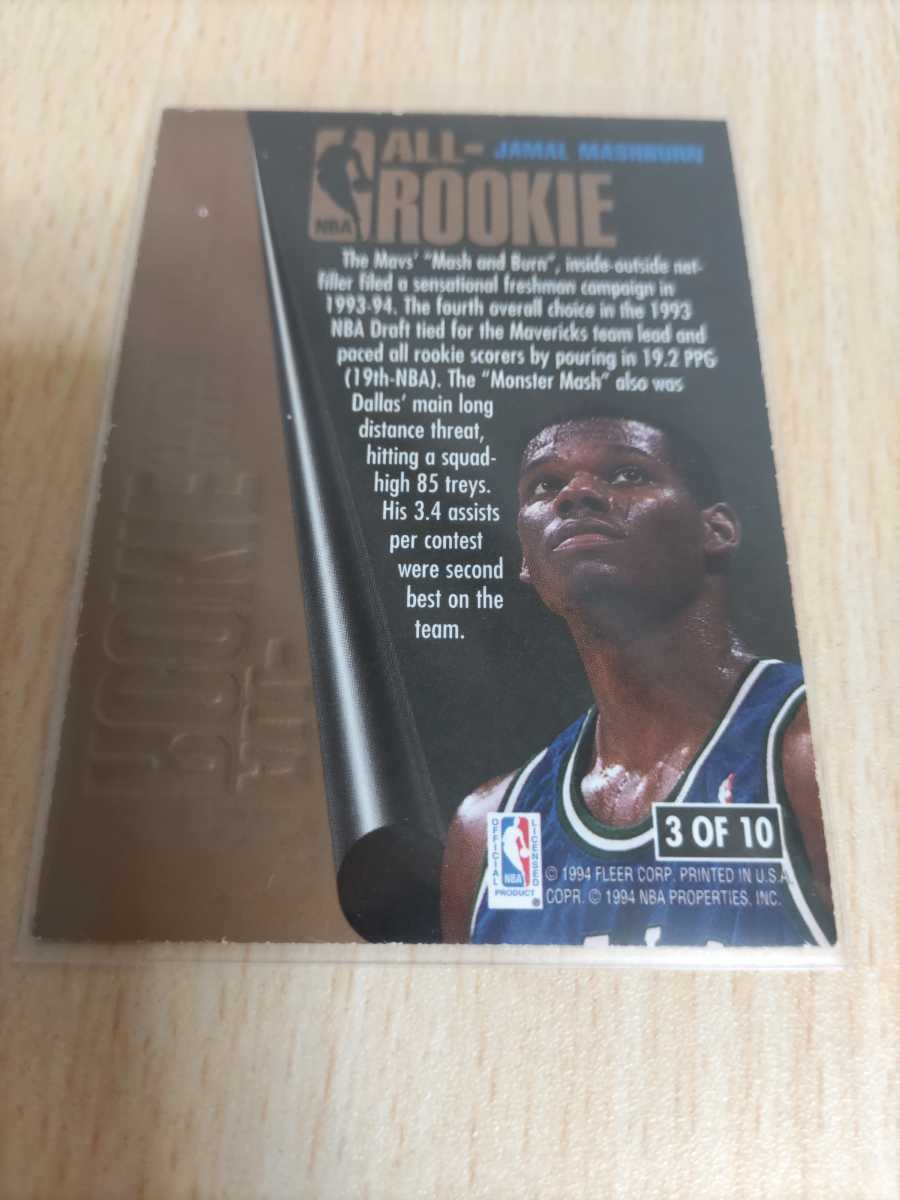 ALL- JAMAL MASHBURN
ROOKIE
NBA
The Mavs' "Mash and Burn", inside-outside net-
filler filed a sensational freshman campaign in
1993-94. The fourth overall choice in the 1993
NBA Draft tied for the Mavericks team lead and
paced all rookie scorers by pouring in 19.2 PPG
(19th-NBA). The "Monster Mash" also was
Dallas' main long
distance threat,
hitting a squad-
high 85 treys.
His 3.4 assists
per contest
were second
best on the
team.
ROOKIE
ALL-
3 OF 10
OFFICIAL
LICENSED
NBA
PRODUCT
®
© 1994 FLEER CORP. PRINTED IN U.S.A.
COPR. © 1994 NBA PROPERTIES, INC.